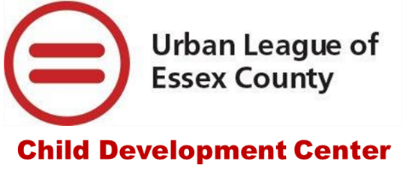 Urban League of
Essex County
Child Development Center